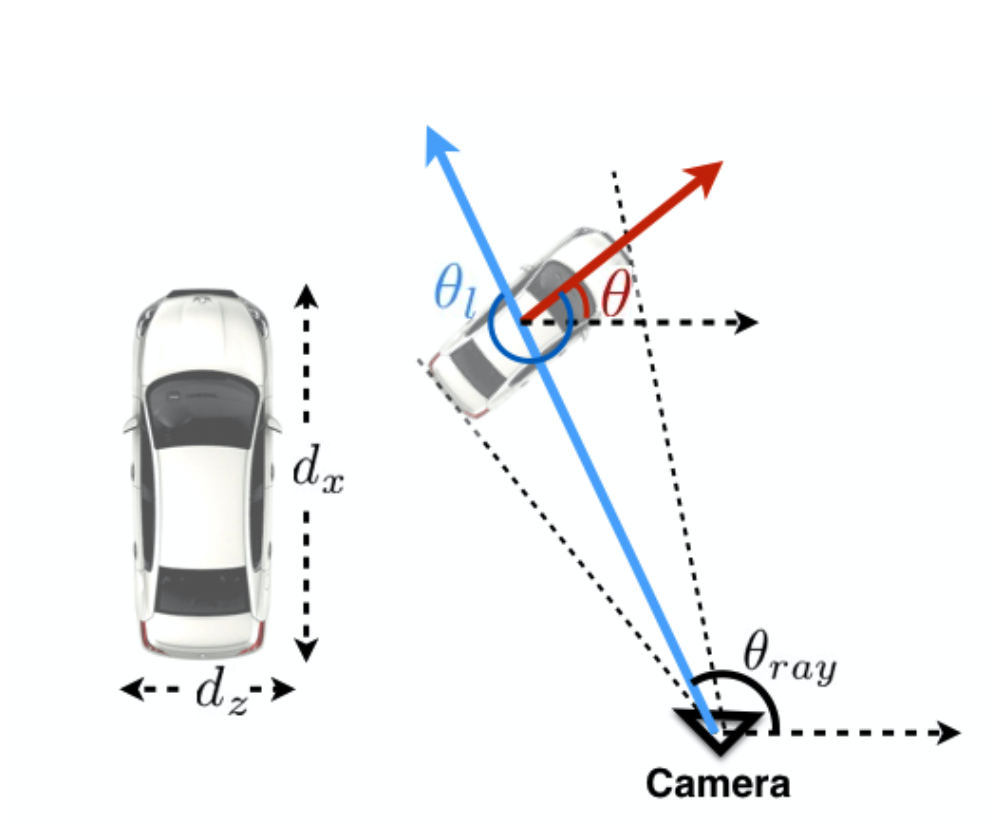 θ_l
θ
d_x
d_z
θ_ray
Camera